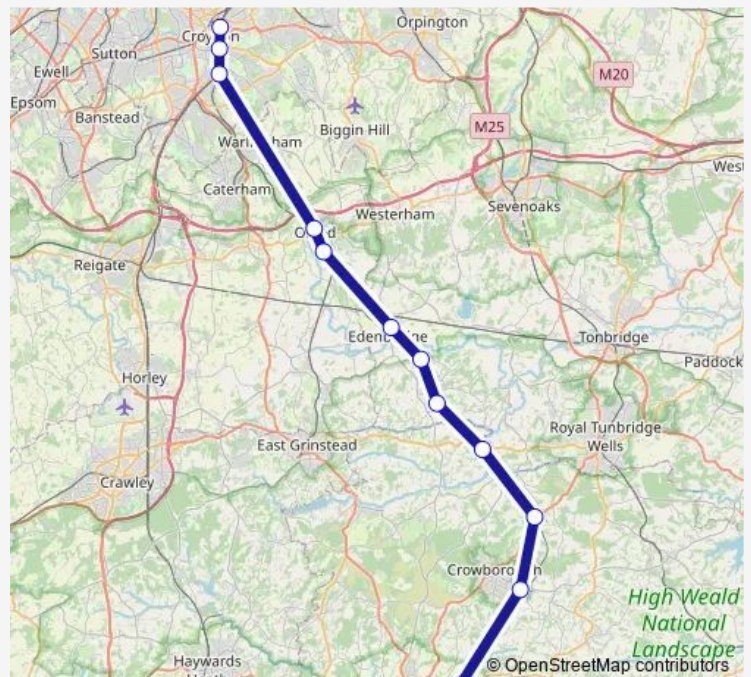 Orpington
Sutton
Ewell
M20
Epsom
Banstead
Biggin Hill
M25
Caterham
Westerham
Sevenoaks
Reigate
Tonbridge
Paddock
Horley
Royal Tunbridge
Wells
East Grinstead
Crawley
High Weald
National
Landscape
Haywards
© OpenStreetMap contributors